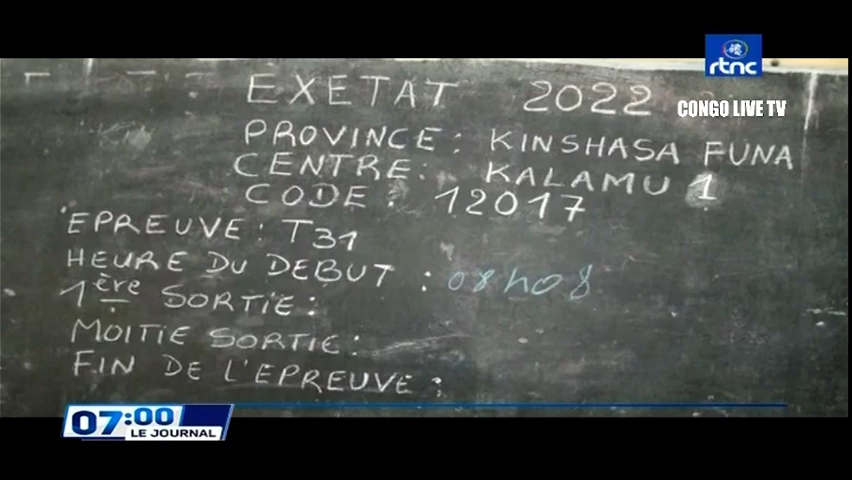 rtnc
CONGO LIVE TV
EXETAT 2022
PROVINCE: KINSHASA FUNA
CENTRE: KALAMU 1
CODE: 12017
EPREUVE: T31
HEURE DU DEBUT : 08h08
1ère SORTIE:
MOITIE SORTIE:
FIN DE L'EPREUVE:
07:00
LE JOURNAL